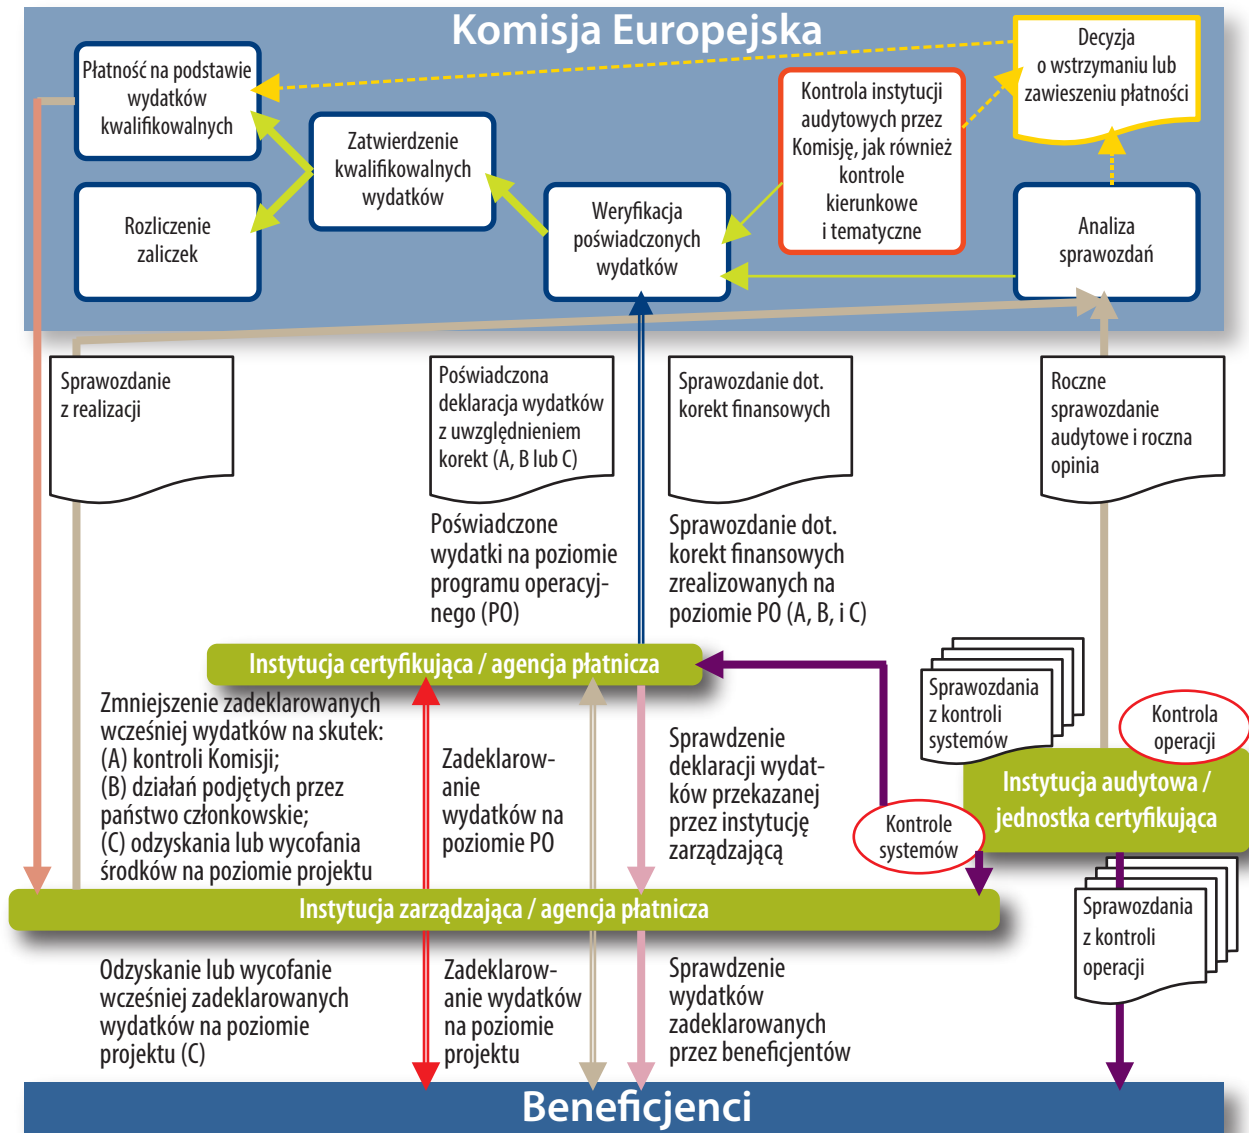 Komisja Europejska
Płatność na podstawie
wydatków
kwalifikowalnych
Zatwierdzenie
kwalifikowalnych
wydatków
Rozliczenie
zaliczek
Weryfikacja
poświadczonych
wydatków
Kontrola instytucji
audytowych przez
Komisję, jak również
kontrole
kierunkowe
i tematyczne
Decyzja
o wstrzymaniu lub
zawieszeniu płatności
Analiza
sprawozdań
Sprawozdanie
z realizacji
Poświadczona
deklaracja wydatków
z uwzględnieniem
korekt (A, B lub C)
Sprawozdanie dot.
korekt finansowych
Roczne
sprawozdanie
audytowe i roczna
opinia
Poświadczone
wydatki na poziomie
programu operacyj-
nego (PO)
Sprawozdanie dot.
korekt finansowych
zrealizowanych na
poziomie PO (A, B, i C)
Instytucja certyfikująca / agencja płatnicza
Sprawozdania
z kontroli
systemów
Kontrola
operacji
Instytucja audytowa /
jednostka certyfikująca
Zmniejszenie zadeklarowanych
wcześniej wydatków na skutek:
(A) kontroli Komisji;
(B) działań podjętych przez
państwo członkowskie;
(C) odzyskania lub wycofania
środków na poziomie projektu
Zadeklarow-
anie
wydatków na
poziomie PO
Sprawdzenie
deklaracji wydat-
ków przekazanej
przez instytucję
zarządzającą
Kontrole
systemów
Instytucja zarządzająca / agencja płatnicza
Sprawozdania
z kontroli
operacji
Odzyskanie lub wycofanie
wcześniej zadeklarowanych
wydatków na poziomie
projektu (C)
Zadeklarow-
anie wydatków
na poziomie
projektu
Sprawdzenie
wydatków
zadeklarowanych
przez beneficjentów
Beneficjenci